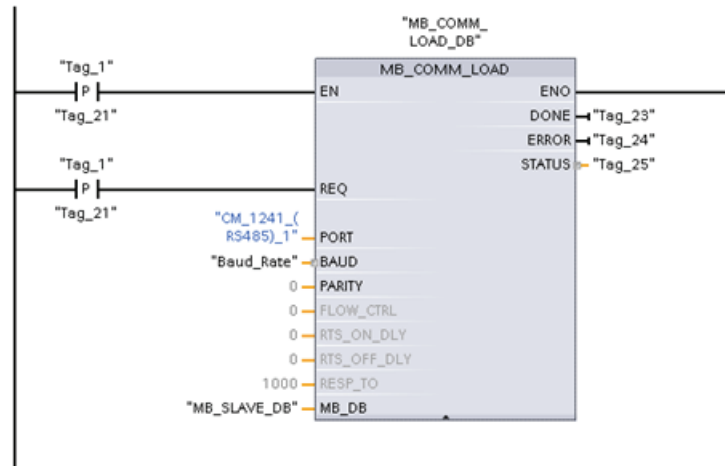 "MB_COMM_
LOAD_DB"
"Tag_1"
MB_COMM_LOAD
P
EN
ENO
"Tag_21"
DONE
"Tag_23"
ERROR
"Tag_24"
"Tag_1"
STATUS
"Tag_25"
P
REQ
"Tag_21"
"CM_1241_(
RS485)_1"
PORT
"Baud_Rate"
BAUD
0
PARITY
0
FLOW_CTRL
0
RTS_ON_DLY
0
RTS_OFF_DLY
1000
RESP_TO
"MB_SLAVE_DB"
MB_DB